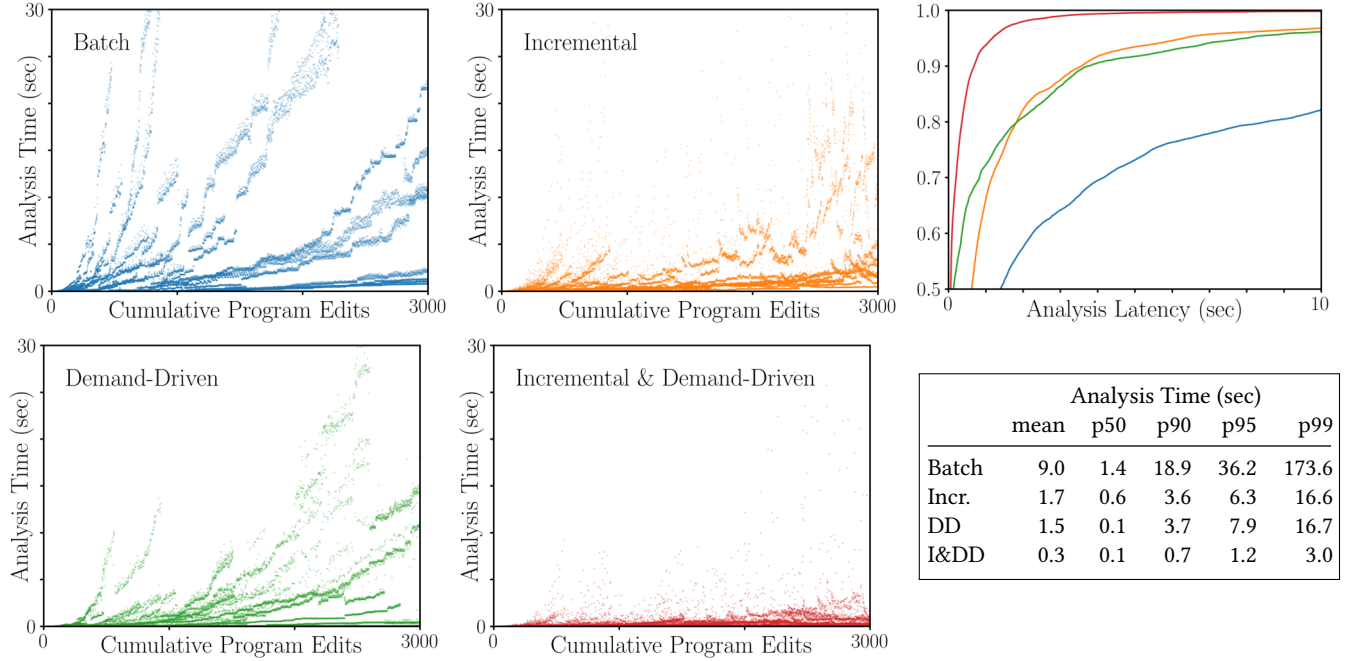 30
Batch
Analysis Time (sec)
0
Cumulative Program Edits
3000
30
Incremental
Analysis Time (sec)
0
Cumulative Program Edits
3000
1.0
0.9
0.8
0.7
0.6
0.5
0
Analysis Latency (sec)
10
30
Demand-Driven
Analysis Time (sec)
0
0
Cumulative Program Edits
3000
30
Incremental & Demand-Driven
Analysis Time (sec)
0
0
Cumulative Program Edits
3000
Analysis Time (sec)
mean p50 p90 p95 p99
Batch 9.0 1.4 18.9 36.2 173.6
Incr. 1.7 0.6 3.6 6.3 16.6
DD 1.5 0.1 3.7 7.9 16.7
I&DD 0.3 0.1 0.7 1.2 3.0